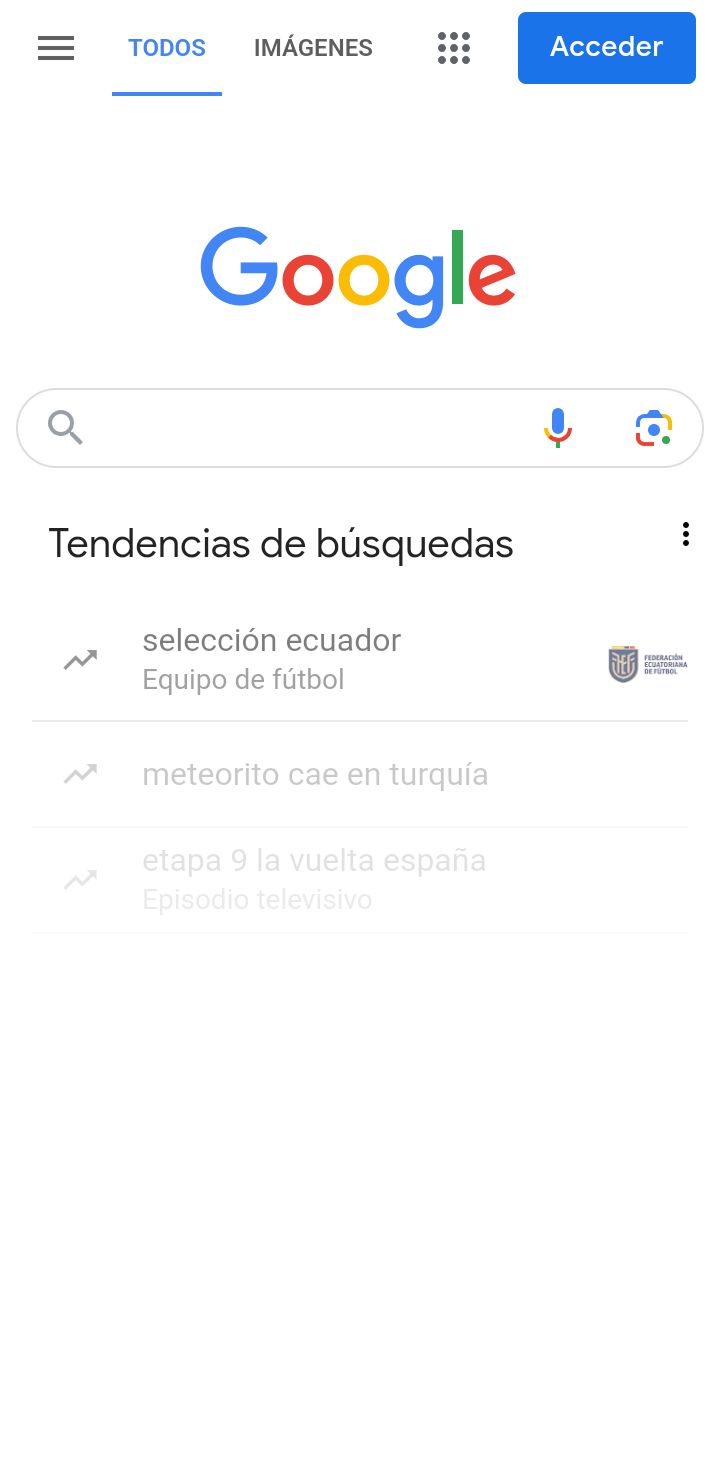 TODOS
IMÁGENES
Acceder
Google
Tendencias de búsquedas
selección ecuador
Equipo de fútbol
FEDERACIÓN
ECUATORIANA
DE FÚTBOL
meteorito cae en turquía
etapa 9 la vuelta españa
Episodio televisivo